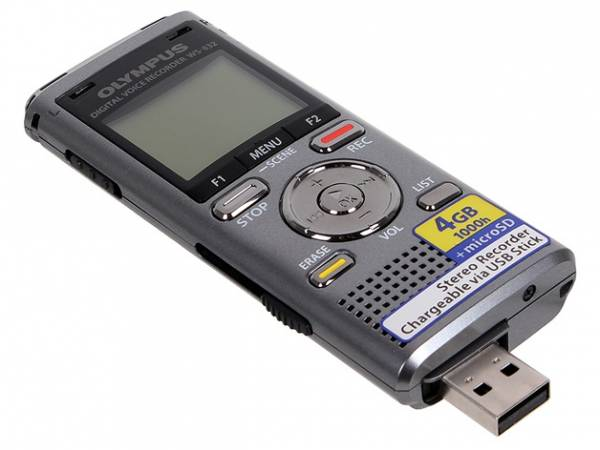 OLYMPUS
DIGITAL VOICE RECORDER WS-832
F1
MENU
F2
-SCENE
REC
STOP
+
OK
LIST
VOL
-
ERASE
4GB
1000h
+microSD
Stereo Recorder
Chargeable via USB Stick